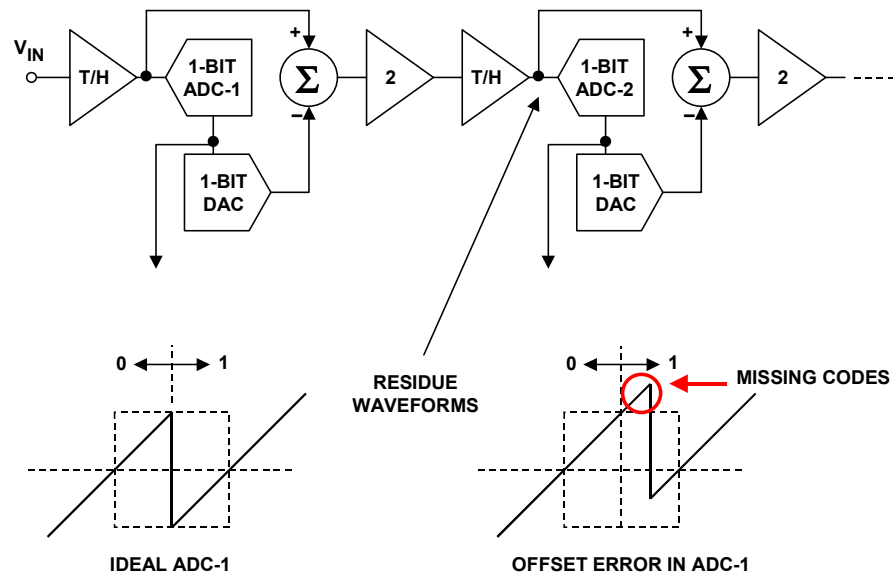 V_IN
T/H
1-BIT
ADC-1
+
Σ
−
2
T/H
1-BIT
ADC-2
+
Σ
−
2
1-BIT
DAC
1-BIT
DAC
RESIDUE
WAVEFORMS
0
1
0
1
MISSING CODES
IDEAL ADC-1
OFFSET ERROR IN ADC-1